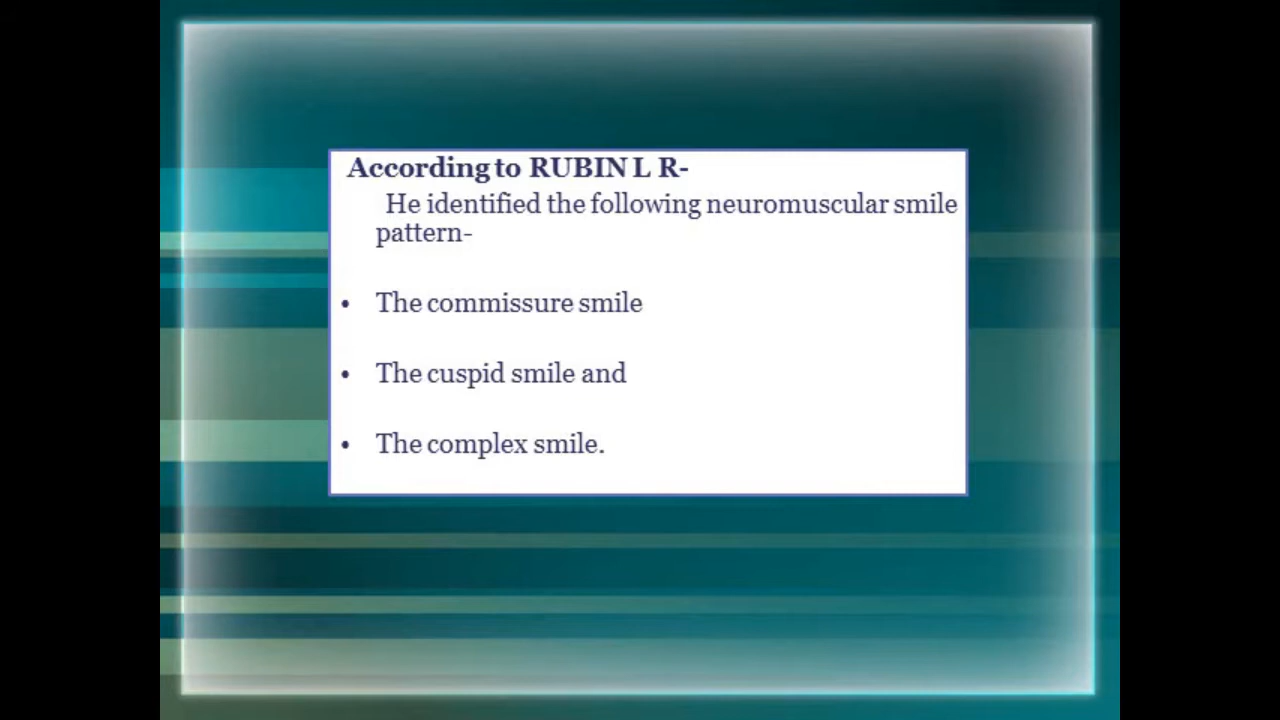 According to RUBIN L R-
He identified the following neuromuscular smile
pattern-
• The commissure smile
• The cuspid smile and
• The complex smile.